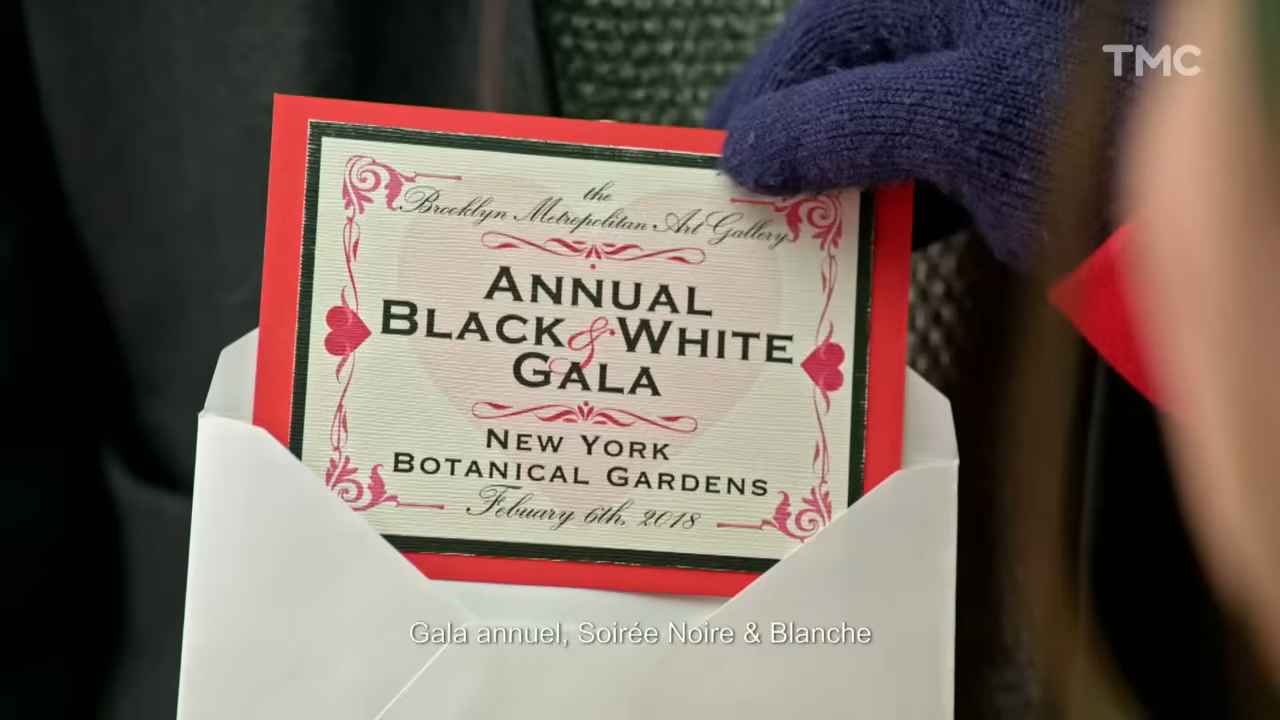 TMC
the
Brooklyn Metropolitan Art Gallery
ANNUAL
BLACK & WHITE
GALA
NEW YORK
BOTANICAL GARDENS
Febuary 6th, 2018
Gala annuel, Soirée Noire & Blanche